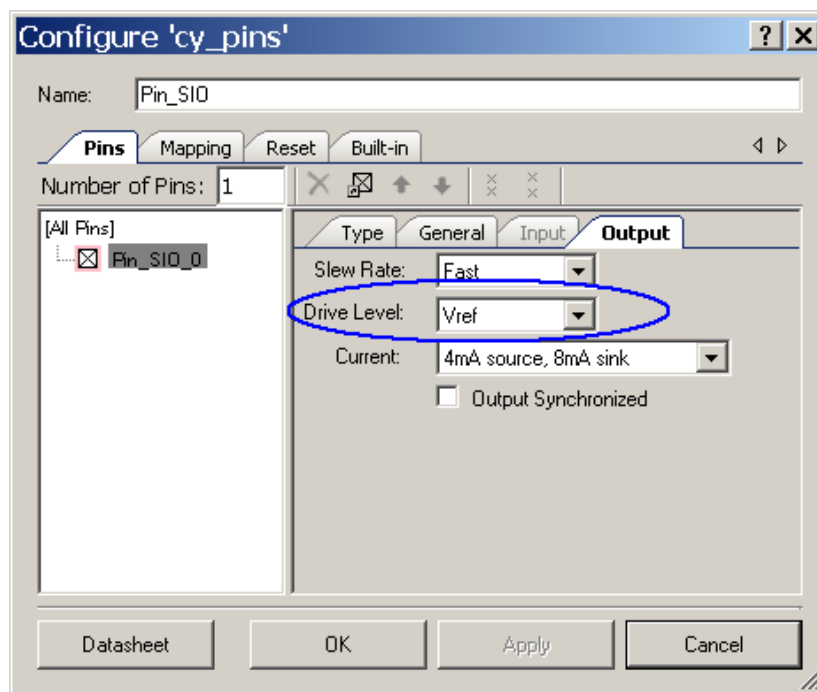 Configure 'cy_pins'
Name: Pin_SIO
Pins Mapping Reset Built-in
Number of Pins: 1
[All Pins]
Pin_SIO_0
Type General Input Output
Slew Rate: Fast
Drive Level: Vref
Current: 4mA source, 8mA sink
Output Synchronized
Datasheet OK Apply Cancel